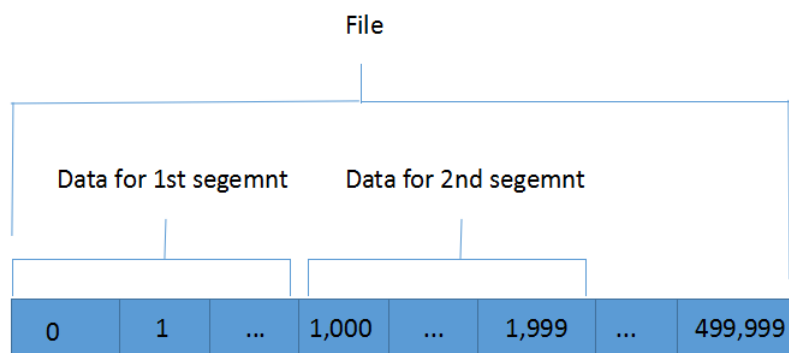 File
Data for 1st segemnt Data for 2nd segemnt
0 1 ... 1,000 ... 1,999 ... 499,999